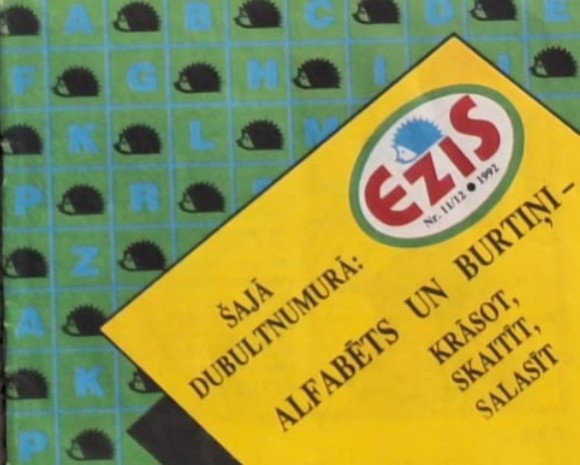 A B C D E
F G H I
K L M
P R
Z
A
K
P
EZIS
Nr. 11/12 ● 1992
ŠAJĀ
DUBULTNUMURĀ:
ALFABĒTS UN BURTIŅI –
KRĀSOT,
SKAITĪT,
SALASĪT